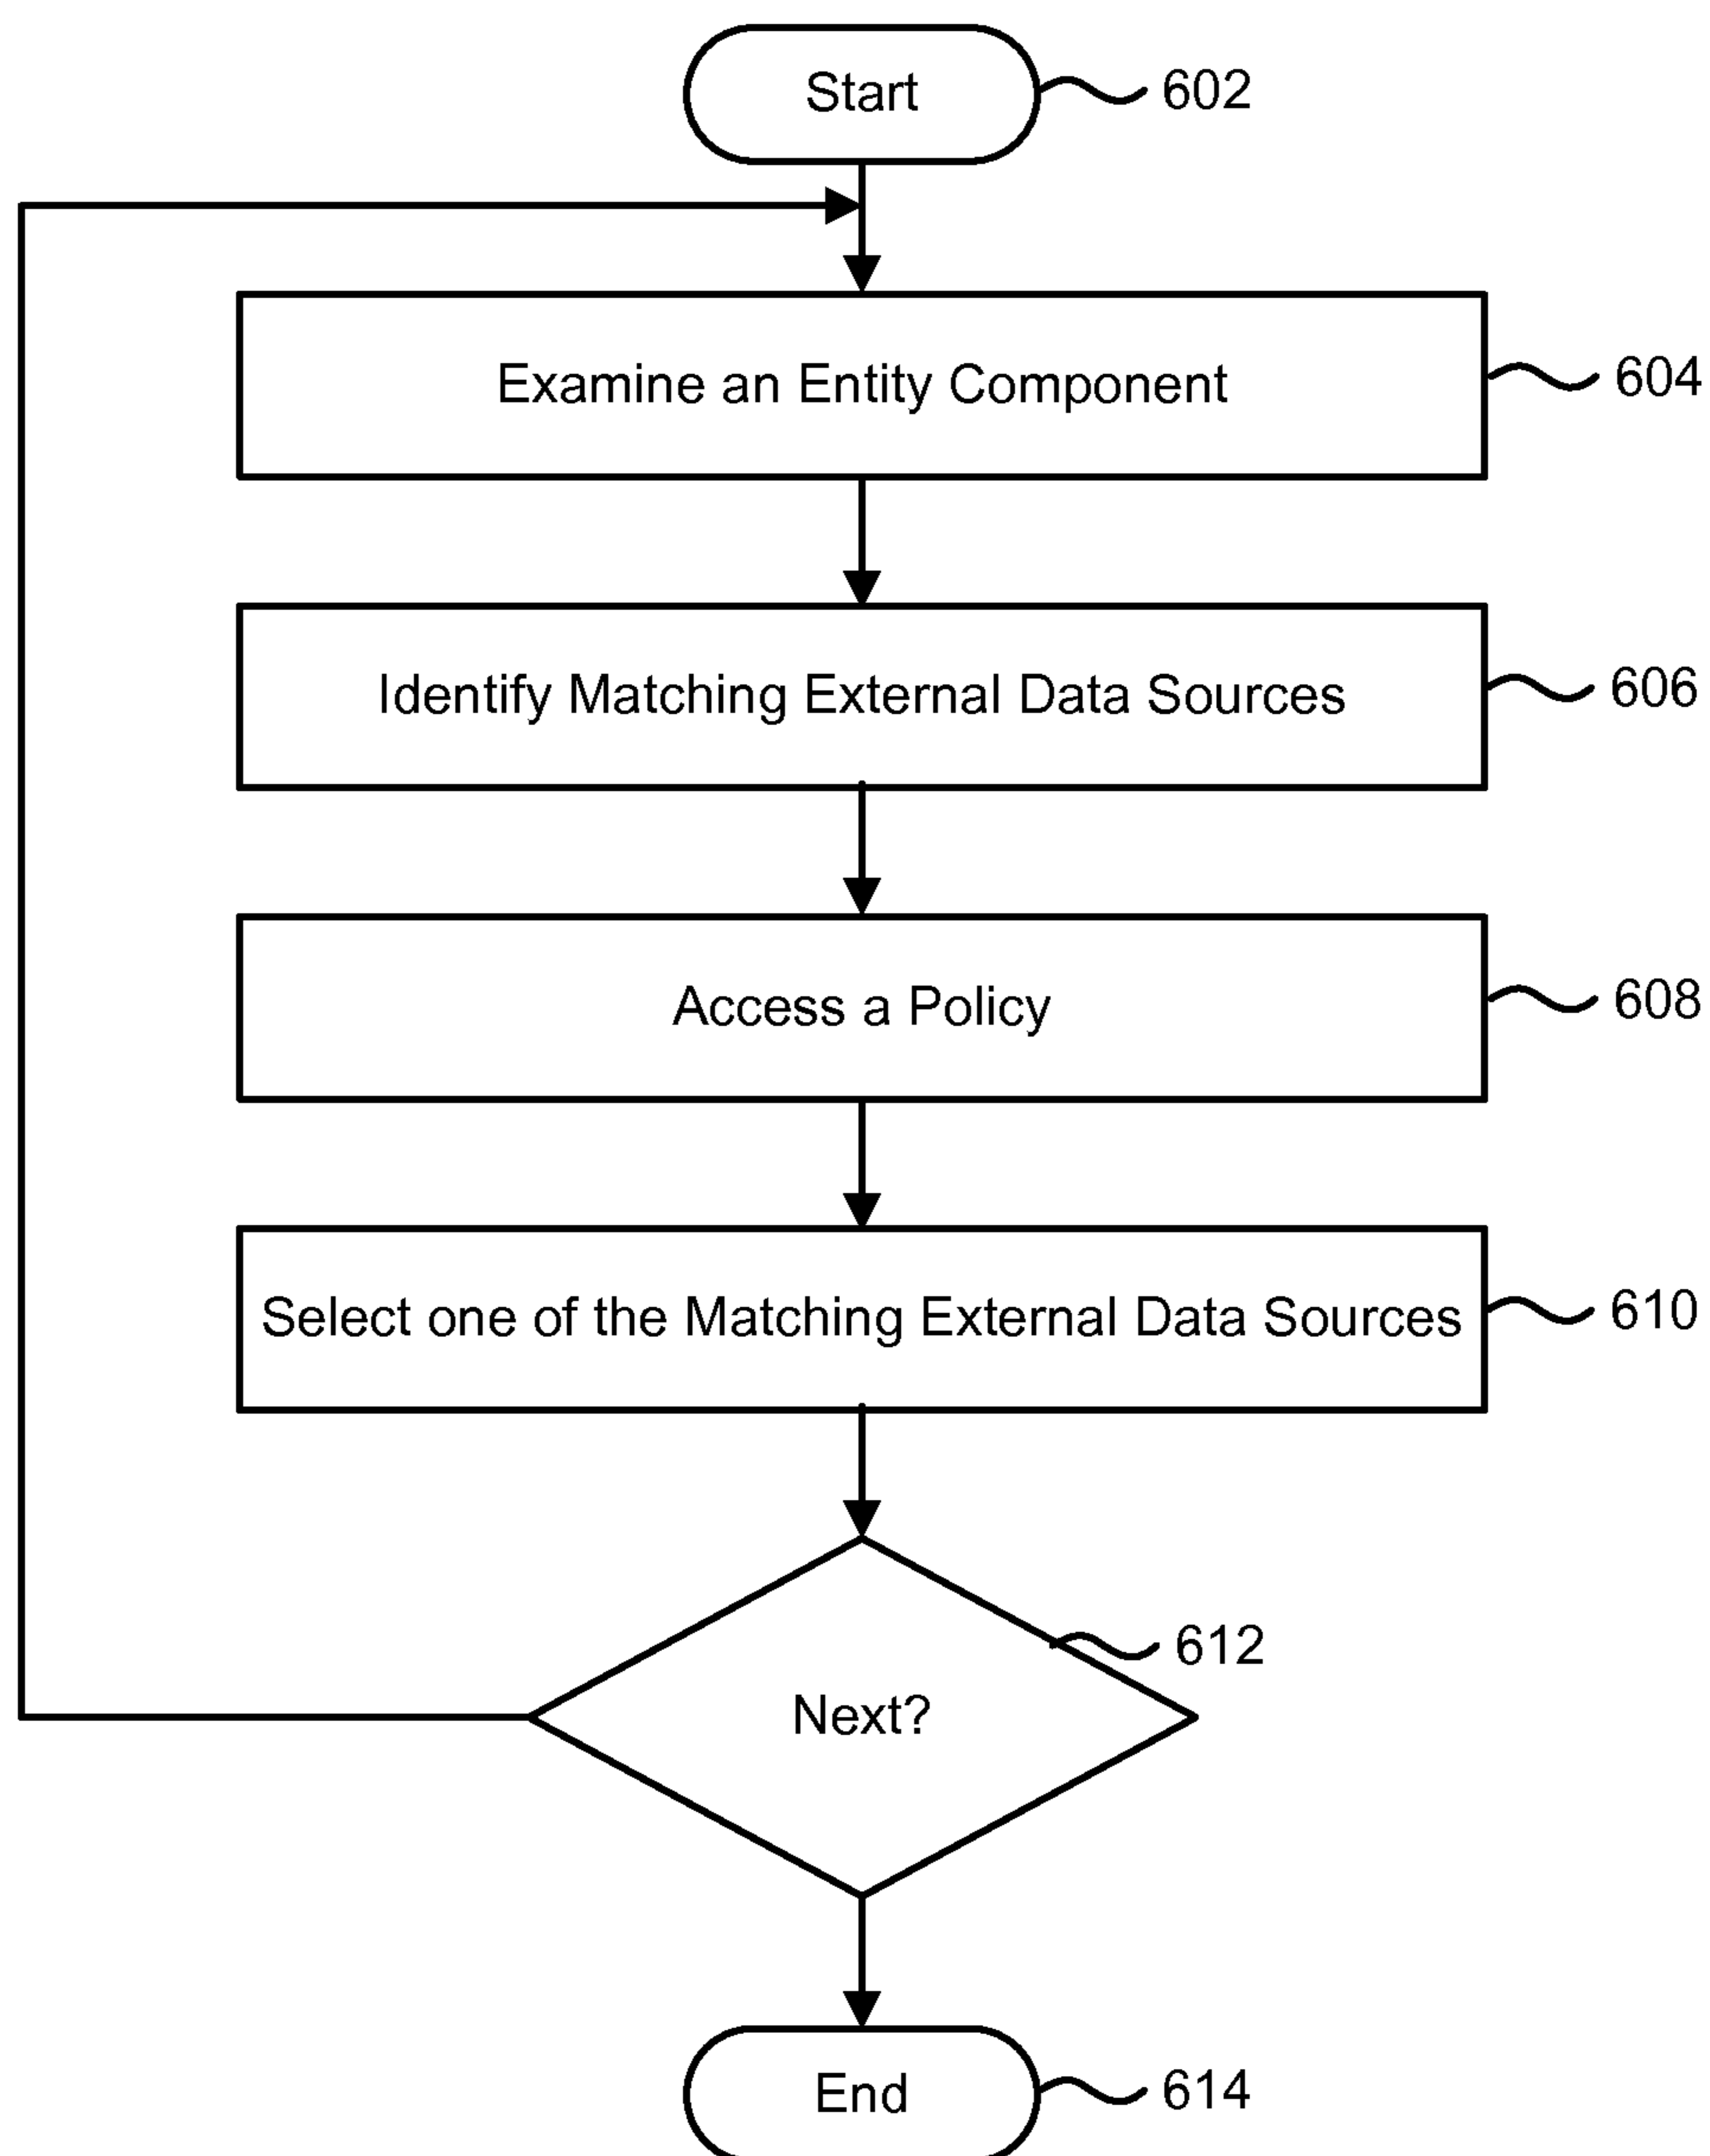 Start
602
Examine an Entity Component
604
Identify Matching External Data Sources
606
Access a Policy
608
Select one of the Matching External Data Sources
610
612
Next?
End
614